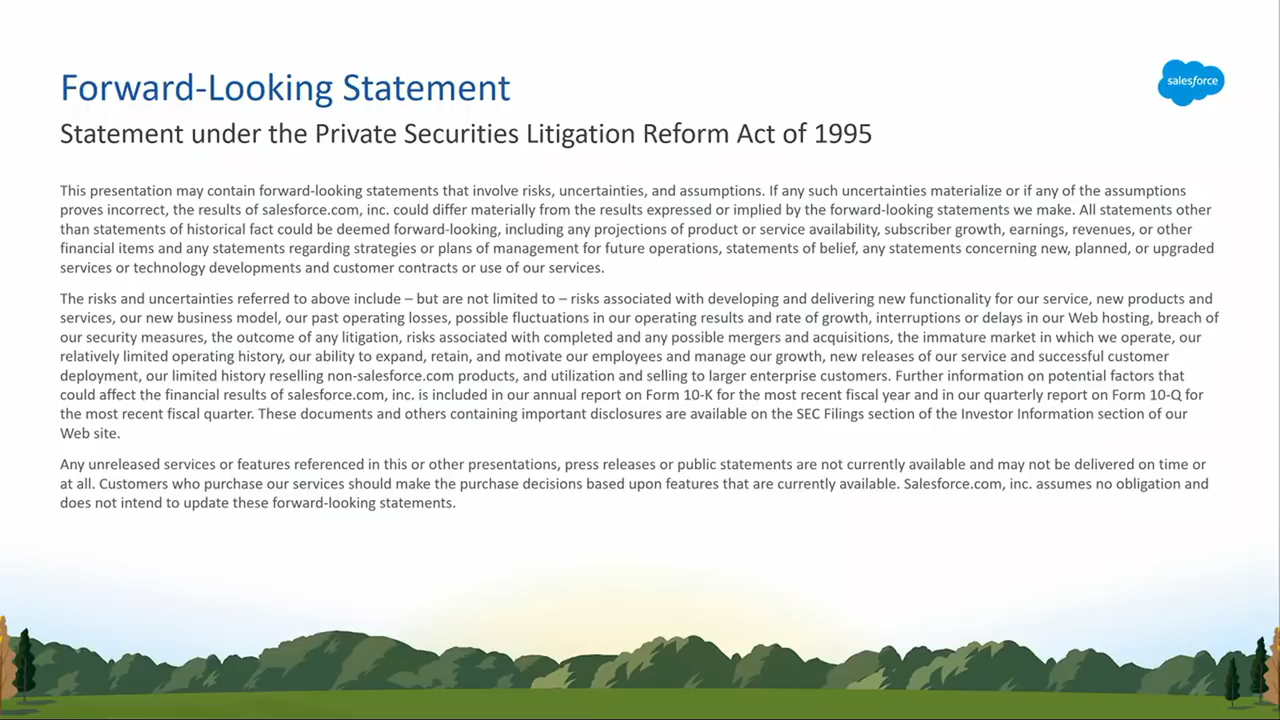 Forward-Looking Statement
salesforce
Statement under the Private Securities Litigation Reform Act of 1995
This presentation may contain forward-looking statements that involve risks, uncertainties, and assumptions. If any such uncertainties materialize or if any of the assumptions
proves incorrect, the results of salesforce.com, inc. could differ materially from the results expressed or implied by the forward-looking statements we make. All statements other
than statements of historical fact could be deemed forward-looking, including any projections of product or service availability, subscriber growth, earnings, revenues, or other
financial items and any statements regarding strategies or plans of management for future operations, statements of belief, any statements concerning new, planned, or upgraded
services or technology developments and customer contracts or use of our services.
The risks and uncertainties referred to above include – but are not limited to – risks associated with developing and delivering new functionality for our service, new products and
services, our new business model, our past operating losses, possible fluctuations in our operating results and rate of growth, interruptions or delays in our Web hosting, breach of
our security measures, the outcome of any litigation, risks associated with completed and any possible mergers and acquisitions, the immature market in which we operate, our
relatively limited operating history, our ability to expand, retain, and motivate our employees and manage our growth, new releases of our service and successful customer
deployment, our limited history reselling non-salesforce.com products, and utilization and selling to larger enterprise customers. Further information on potential factors that
could affect the financial results of salesforce.com, inc. is included in our annual report on Form 10-K for the most recent fiscal year and in our quarterly report on Form 10-Q for
the most recent fiscal quarter. These documents and others containing important disclosures are available on the SEC Filings section of the Investor Information section of our
Web site.
Any unreleased services or features referenced in this or other presentations, press releases or public statements are not currently available and may not be delivered on time or
at all. Customers who purchase our services should make the purchase decisions based upon features that are currently available. Salesforce.com, inc. assumes no obligation and
does not intend to update these forward-looking statements.